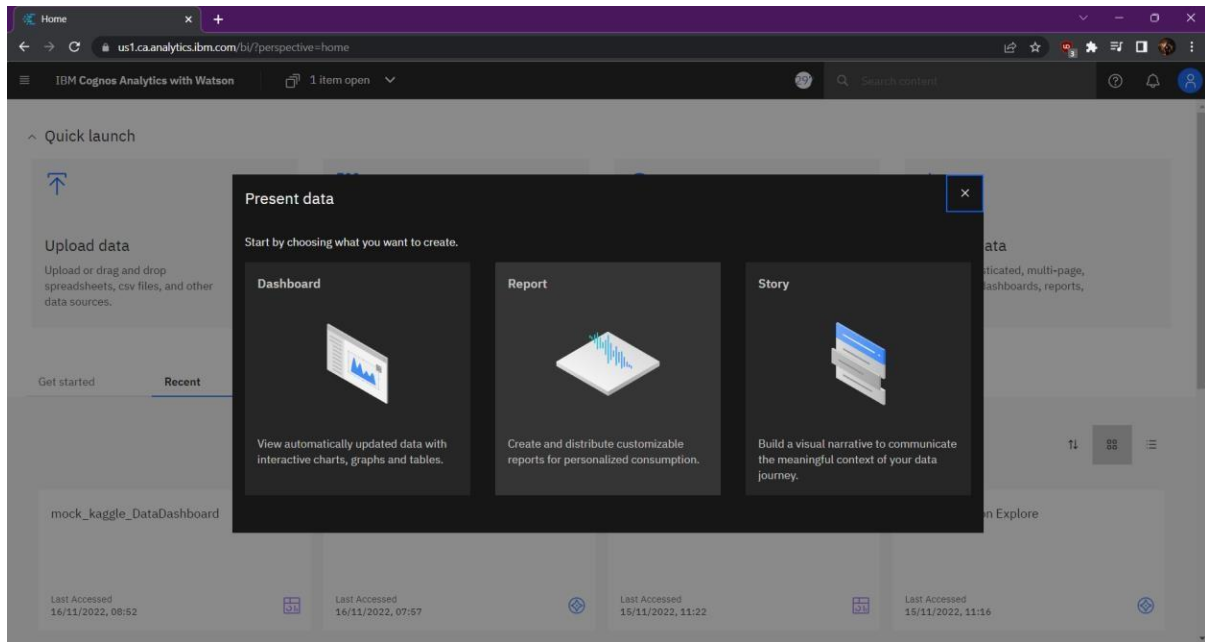 Home
us1.ca.analytics.ibm.com/bi/?perspective=home
3
IBM Cognos Analytics with Watson
1 item open
Search content
Quick launch
Upload data
Upload or drag and drop
spreadsheets, csv files, and other
data sources.
Present data
Start by choosing what you want to create.
Dashboard
View automatically updated data with
interactive charts, graphs and tables.
Report
Create and distribute customizable
reports for personalized consumption.
Story
Build a visual narrative to communicate
the meaningful context of your data
journey.
ata
sticated, multi-page,
dashboards, reports,
Get started
Recent
mock_kaggle_DataDashboard
Last Accessed
16/11/2022, 08:52
Last Accessed
16/11/2022, 07:57
Last Accessed
15/11/2022, 11:22
on Explore
Last Accessed
15/11/2022, 11:16